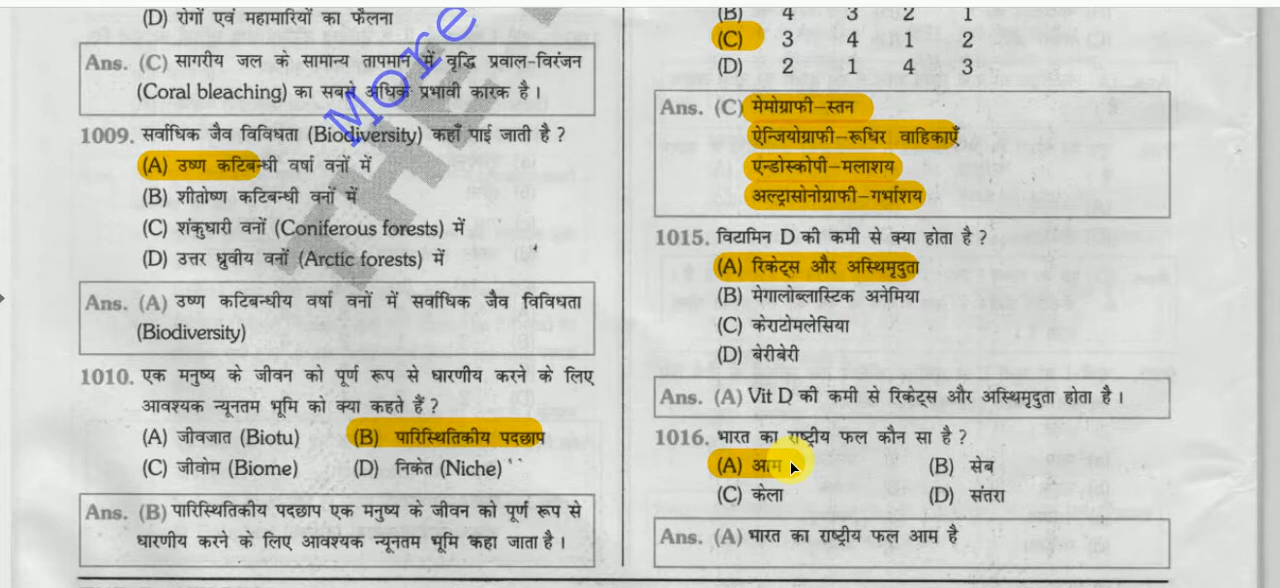 (D) रोगों एवं महामारियों का फैलना
Ans. (C) सागरीय जल के सामान्य तापमान में वृद्धि प्रवाल-विरंजन
(Coral bleaching) का सबसे अधिक प्रभावी कारक है।
1009. सर्वाधिक जैव विविधता (Biodiversity) कहाँ पाई जाती है ?
(A) उष्ण कटिबन्धी वर्षा वनों में
(B) शीतोष्ण कटिबन्धी वनों में
(C) शंकुधारी वनों (Coniferous forests) में
(D) उत्तर ध्रुवीय वनों (Arctic forests) में
Ans. (A) उष्ण कटिबन्धीय वर्षा वनों में सर्वाधिक जैव विविधता
(Biodiversity)
1010. एक मनुष्य के जीवन को पूर्ण रूप से धारणीय करने के लिए
आवश्यक न्यूनतम भूमि को क्या कहते हैं ?
(A) जीवजात (Biotu) (B) पारिस्थितिकीय पदछाप
(C) जीवोम (Biome) (D) निकेत (Niche)
Ans. (B) पारिस्थितिकीय पदछाप एक मनुष्य के जीवन को पूर्ण रूप से
धारणीय करने के लिए आवश्यक न्यूनतम भूमि कहा जाता है।
More
(B) 4 3 2 1
(C) 3 4 1 2
(D) 2 1 4 3
Ans. (C) मेमोग्राफी-स्तन
ऐन्जियोग्राफी-रूधिर वाहिकाएँ
एन्डोस्कोपी-मलाशय
अल्ट्रासोनोग्राफी-गर्भाशय
1015. विटामिन D की कमी से क्या होता है ?
(A) रिकेट्स और अस्थिमृदुता
(B) मेगालोब्लास्टिक अनेमिया
(C) केराटोमलेसिया
(D) बेरीबेरी
Ans. (A) Vit D की कमी से रिकेट्स और अस्थिमृदुता होता है।
1016. भारत का राष्ट्रीय फल कौन सा है ?
(A) आम (B) सेब
(C) केला (D) संतरा
Ans. (A) भारत का राष्ट्रीय फल आम है